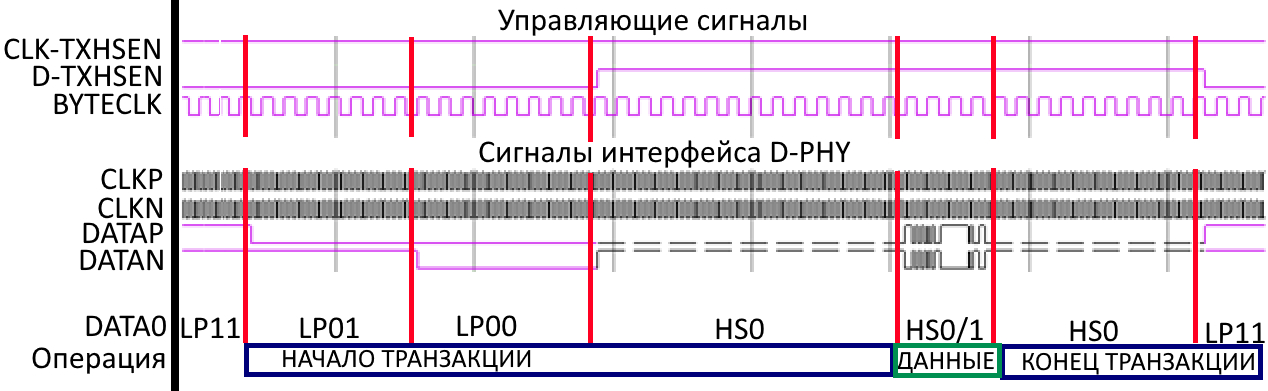 Управляющие сигналы
CLK-TXHSEN
D-TXHSEN
BYTECLK
Сигналы интерфейса D-PHY
CLKP
CLKN
DATAP
DATAN
DATA0 LP11 LP01 LP00 HS0 HS0/1 HS0 LP11
Операция НАЧАЛО ТРАНЗАКЦИИ ДАННЫЕ КОНЕЦ ТРАНЗАКЦИИ